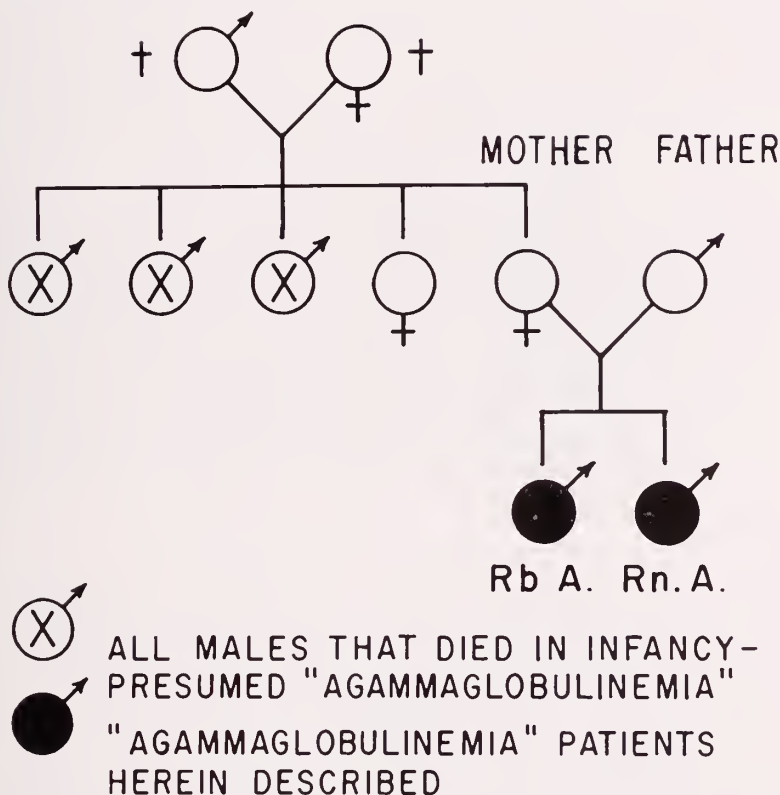 † †
MOTHER FATHER
X X X
Rb A. Rn. A.
X ALL MALES THAT DIED IN INFANCY-
PRESUMED "AGAMMAGLOBULINEMIA"
"AGAMMAGLOBULINEMIA" PATIENTS
HEREIN DESCRIBED